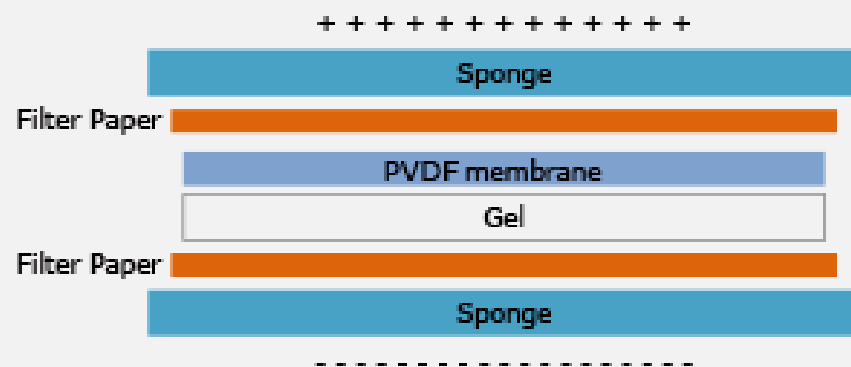 + + + + + + + + + + + + +
Sponge
Filter Paper
PVDF membrane
Gel
Filter Paper
Sponge
- - - - - - - - - - - - - - - - - -